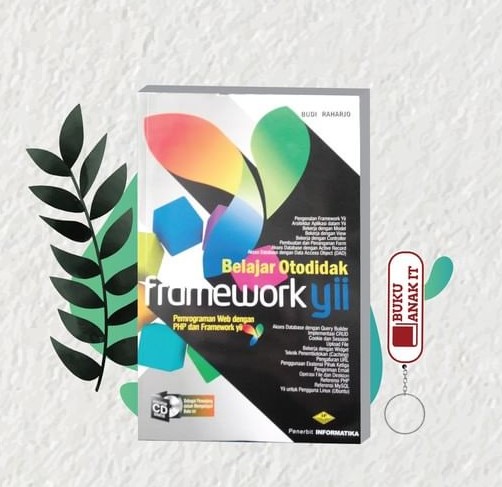 BUDI RAHARJO
Pengenalan Framework Yii
Arsitektur Aplikasi dalam Yii
Bekerja dengan Model
Bekerja dengan View
Bekerja dengan Controller
Pembuatan dan Penanganan Form
Akses Database dengan Active Record
Akses Database dengan Data Access Object (DAO)
Belajar Otodidak
framework yii
Pemrograman Web dengan
PHP dan Framework yii
Akses Database dengan Query Builder
Implementasi CRUD
Cookie dan Session
Upload File
Bekerja dengan Widget
Teknik Penembolokan (Caching)
Pengaturan URL
Penggunaan Ekstensi Pihak Ketiga
Pengiriman Email
Operasi File dan Direktori
Referensi PHP
Referensi MySQL
Yii untuk Pengguna Linux (Ubuntu)
CD
Penerbit INFORMATIKA
BUKU
ANAK IT